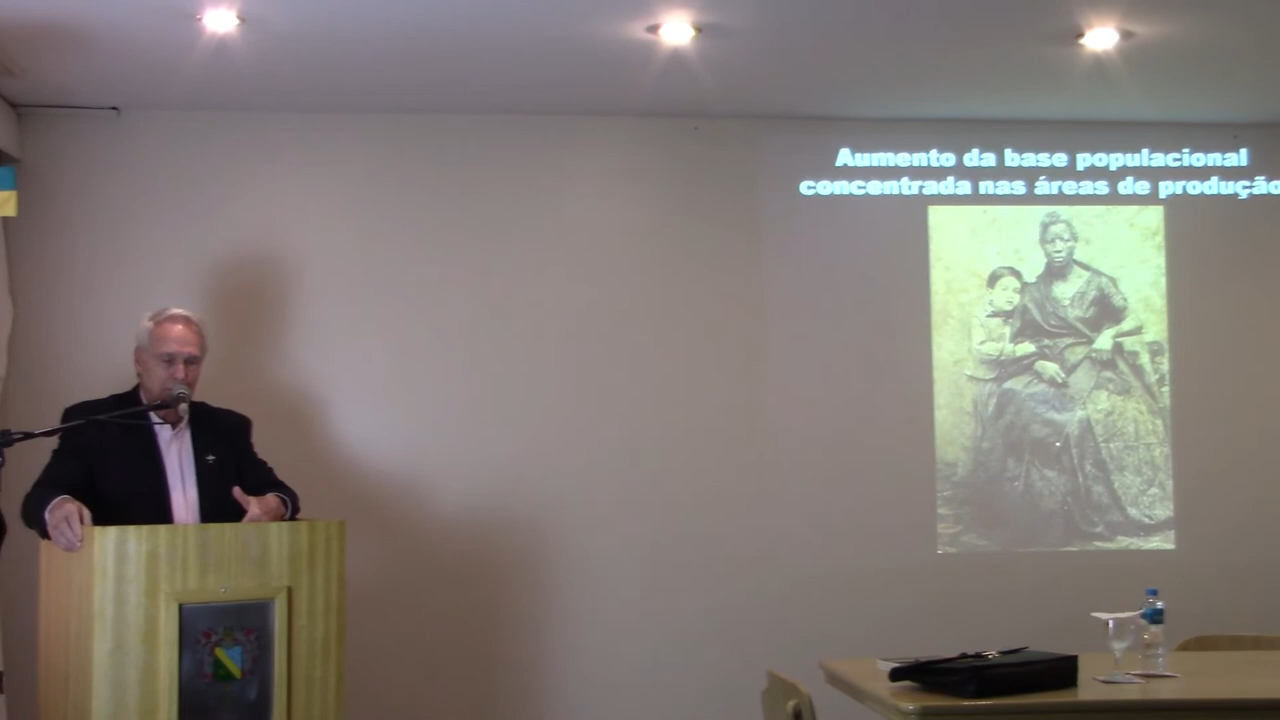 Aumento da base populacional
concentrada nas áreas de produção